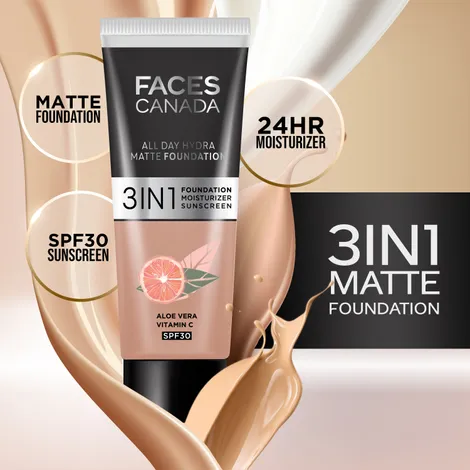 FACES
CANADA
ALL DAY HYDRA
MATTE FOUNDATION
3IN1
FOUNDATION
MOISTURIZER
SUNSCREEN
ALOE VERA
VITAMIN C
SPF30
MATTE
FOUNDATION
24HR
MOISTURIZER
SPF30
SUNSCREEN
3IN1
MATTE
FOUNDATION